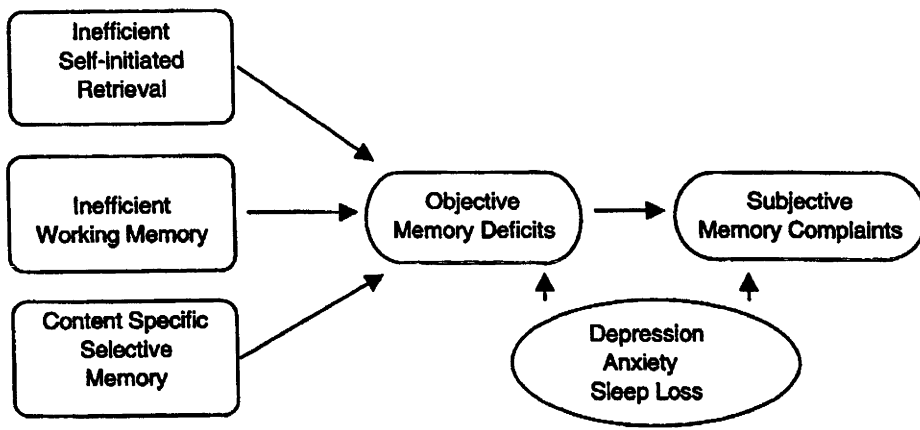 Inefficient
Self-initiated
Retrieval
Inefficient
Working Memory
Content Specific
Selective
Memory
Objective
Memory Deficits
Subjective
Memory Complaints
Depression
Anxiety
Sleep Loss